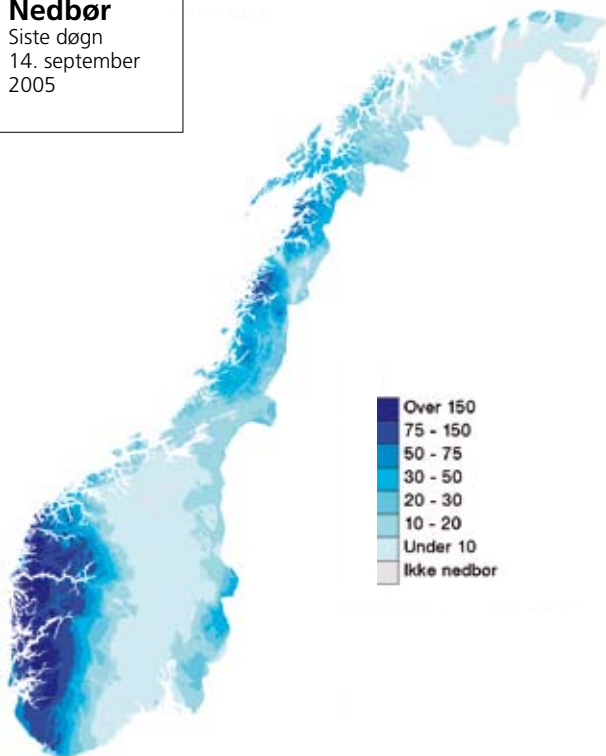 Nedbør
Siste døgn
14. september
2005
Over 150
75 - 150
50 - 75
30 - 50
20 - 30
10 - 20
Under 10
Ikke nedbør